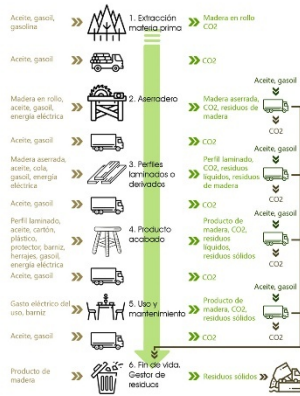 Aceite, gasoil,
gasolina
1. Extracción
materia prima
Madera en rollo
CO2
Aceite, gasoil
CO2
Aceite, gasoil
Madera en rollo,
aceite, gasoil,
energía eléctrica
2. Aserradero
Madera aserrada,
CO2, residuos de
madera
CO2
Aceite, gasoil
CO2
Aceite, gasoil
Madera aserrada,
aceite, cola,
gasoil, energía
eléctrica
3. Perfiles
laminados o
derivados
Perfil laminado,
CO2, residuos
líquidos, residuos
de madera
CO2
Aceite, gasoil
CO2
Aceite, gasoil
Perfil laminado,
aceite, cartón,
plástico,
protector, barniz,
herrajes, gasoil,
energía eléctrica
4. Producto
acabado
Producto de
madera, CO2,
residuos
líquidos,
residuos sólidos
CO2
Aceite, gasoil
CO2
Aceite, gasoil
Gasto eléctrico del
uso, barniz
5. Uso y
mantenimiento
Producto de
madera, CO2,
residuos sólidos
CO2
Aceite, gasoil
CO2
Producto de
madera
6. Fin de vida.
Gestor de
residuos
Residuos sólidos